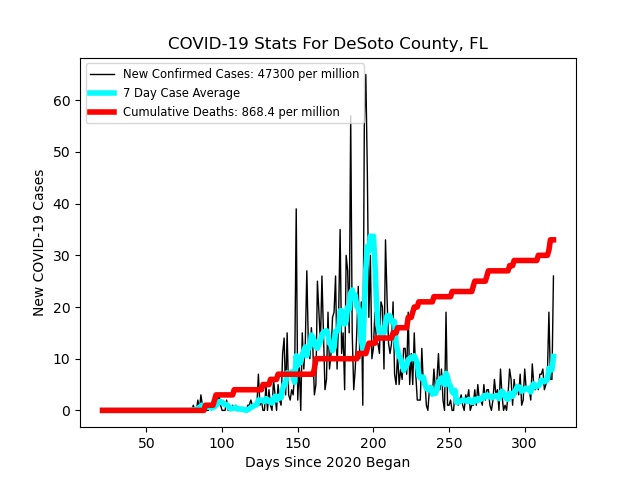 COVID-19 Stats For DeSoto County, FL
New Confirmed Cases: 47300 per million
7 Day Case Average
Cumulative Deaths: 868.4 per million
New COVID-19 Cases
60
50
40
30
20
10
0
50 100 150 200 250 300
Days Since 2020 Began